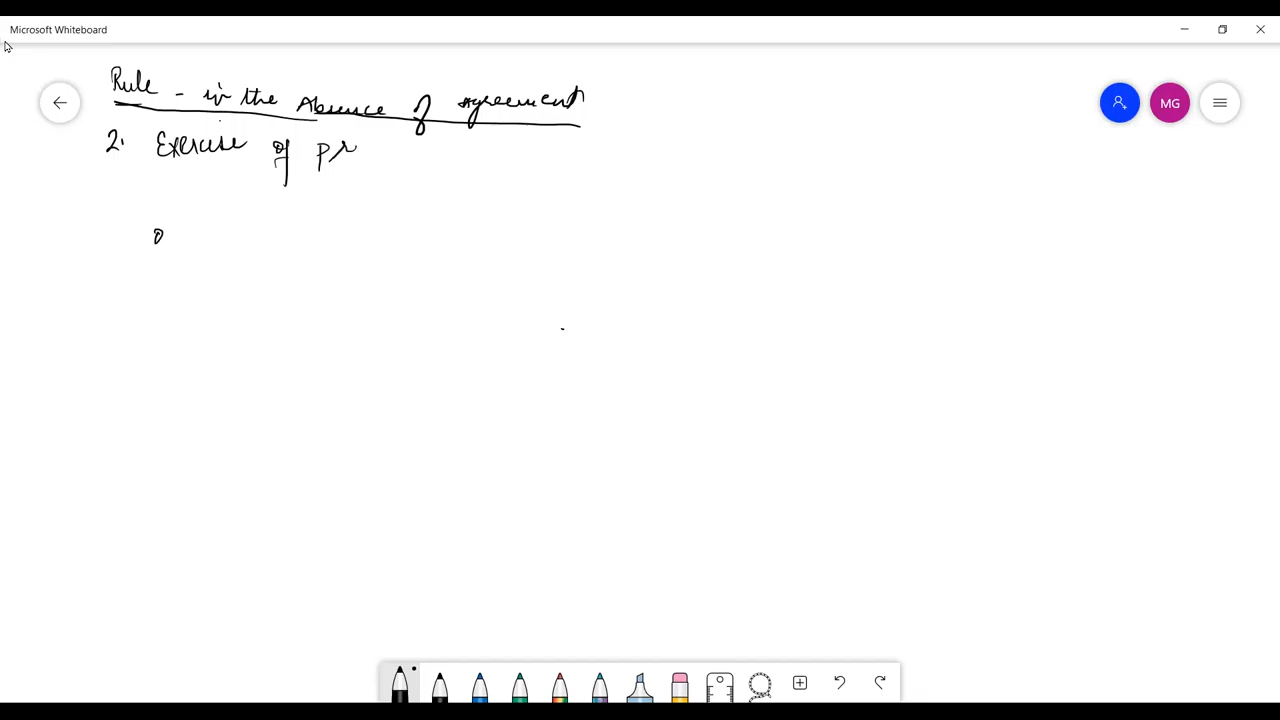 Microsoft Whiteboard
Rule - in the Absence of Agreement
MG
2. Exercise of pr